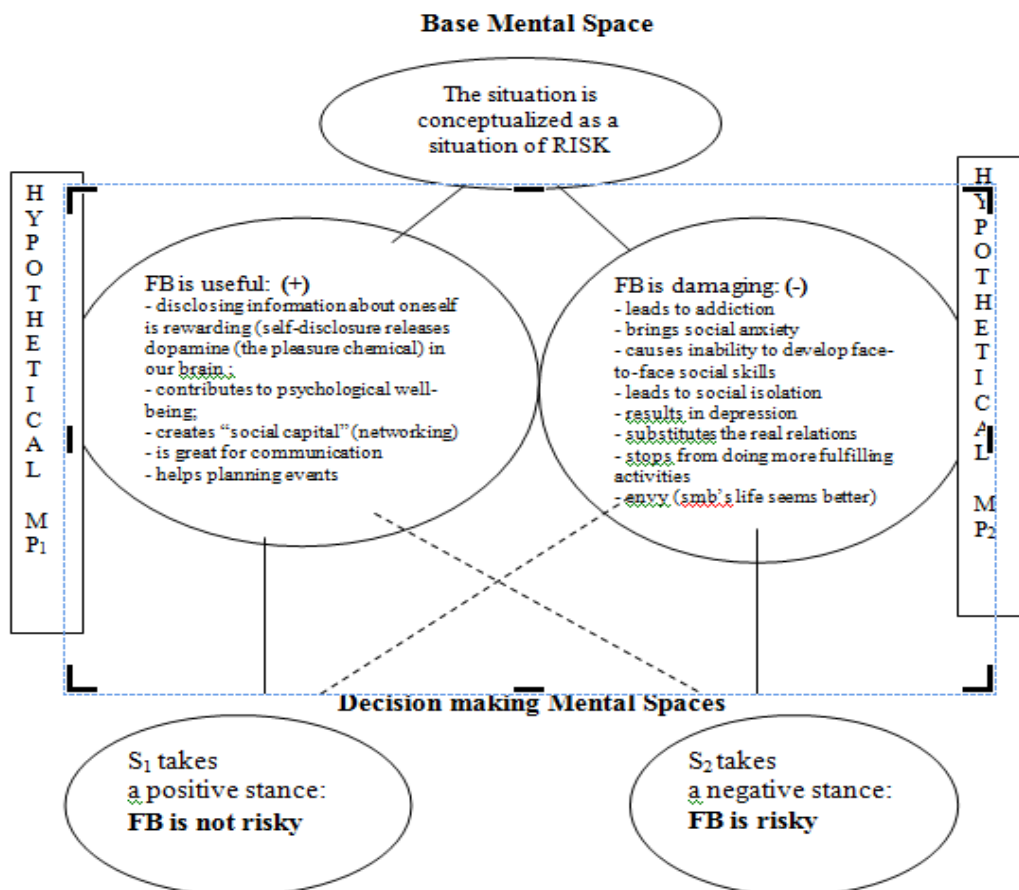 Base Mental Space
The situation is
conceptualized as a
situation of RISK
H
Y
P
O
T
H
E
T
I
C
A
L
M
P1
FB is useful: (+)
- disclosing information about oneself
is rewarding (self-disclosure releases
dopamine (the pleasure chemical) in
our brain ;
- contributes to psychological well-
being;
- creates “social capital” (networking)
- is great for communication
- helps planning events
FB is damaging: (-)
- leads to addiction
- brings social anxiety
- causes inability to develop face-
to-face social skills
- leads to social isolation
- results in depression
- substitutes the real relations
- stops from doing more fulfilling
activities
- envy (smb’s life seems better)
H
Y
P
O
T
H
E
T
I
C
A
L
M
P2
Decision making Mental Spaces
S1 takes
a positive stance:
FB is not risky
S2 takes
a negative stance:
FB is risky